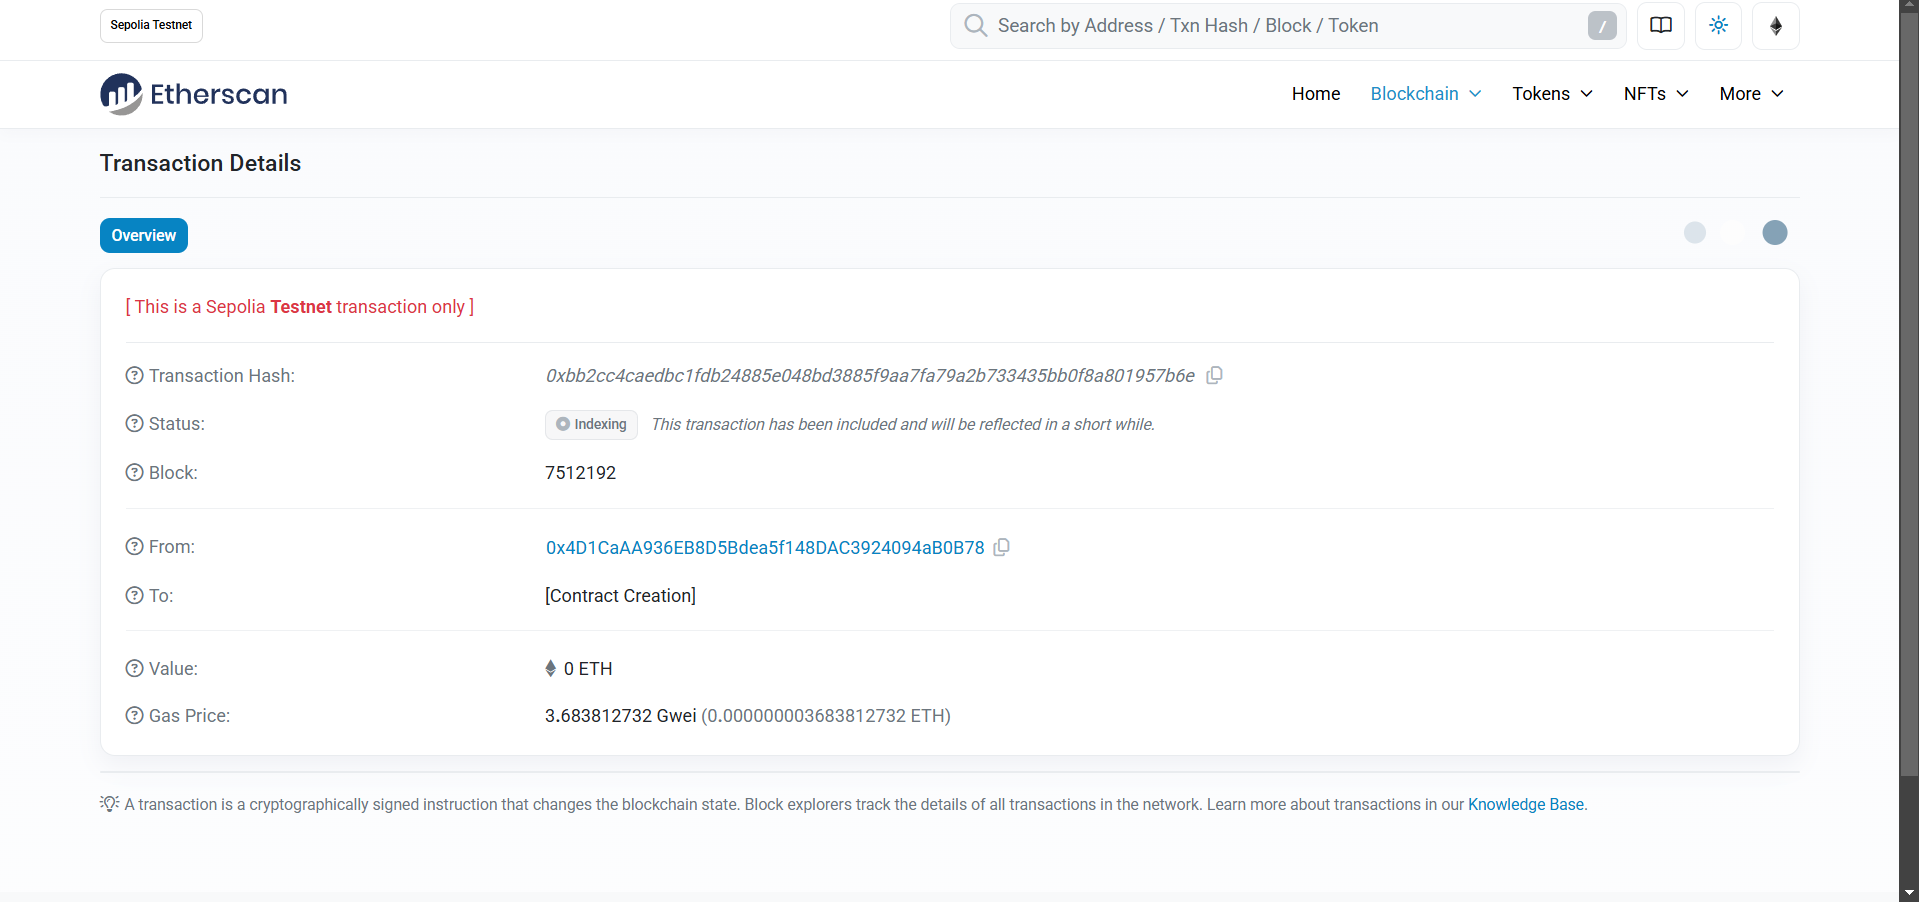 Sepolia Testnet
Search by Address / Txn Hash / Block / Token
/
Etherscan
Home
Blockchain
Tokens
NFTs
More
Transaction Details
Overview
[ This is a Sepolia Testnet transaction only ]
Transaction Hash:
0xbb2cc4caedbc1fdb24885e048bd3885f9aa7fa79a2b733435bb0f8a801957b6e
Status:
Indexing
This transaction has been included and will be reflected in a short while.
Block:
7512192
From:
0x4D1CaAA936EB8D5Bdea5f148DAC3924094aB0B78
To:
[Contract Creation]
Value:
0 ETH
Gas Price:
3.683812732 Gwei (0.000000003683812732 ETH)
A transaction is a cryptographically signed instruction that changes the blockchain state. Block explorers track the details of all transactions in the network. Learn more about transactions in our Knowledge Base.